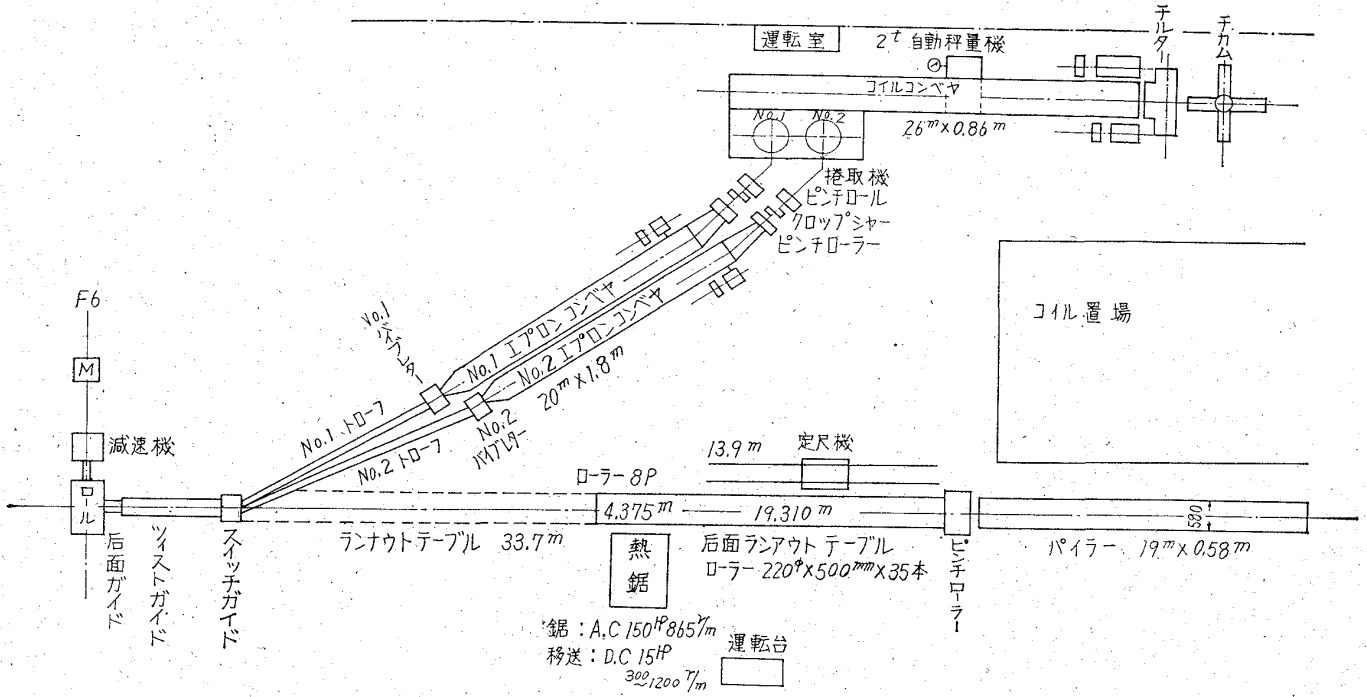 運転室
2ᵗ 自動秤量機
チルター
チカム
コイルコンベヤ
No.1
No.2
26ᵐ×0.86ᵐ
捲取機
ピンチロール
クロップシャー
ピンチローラー
F6
M
減速機
ロール
No.1
バイブレター
No.1 エプロンコンベヤ
No.2 エプロンコンベヤ
20ᵐ×1.8ᵐ
No.1 トローフ
No.2 トローフ
No.2
バイブレター
コイル置場
13.9ᵐ
定尺機
ローラー8P
4.375ᵐ
19.310ᵐ
580
ランナウトテーブル 33.7ᵐ
熱鋸
后面ランアウトテーブル
ローラー220ᶲ×500ᵐᵐ×35本
パイラー 19ᵐ×0.58ᵐ
后面ガイド
ツイストガイド
スイッチガイド
ピンチローラー
鋸:A.C 150ᴴᴾ 865ʳ/m
移送:D.C 15ᴴᴾ
300~1200 ʳ/m
運転台